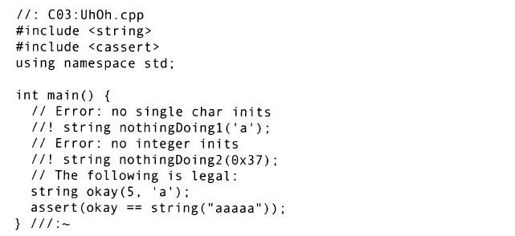 //: C03:UhOh.cpp
#include <string>
#include <cassert>
using namespace std;
int main() {
// Error: no single char inits
//! string nothingDoing1('a');
// Error: no integer inits
//! string nothingDoing2(0x37);
// The following is legal:
string okay(5, 'a');
assert(okay == string("aaaaa"));
} ///:~